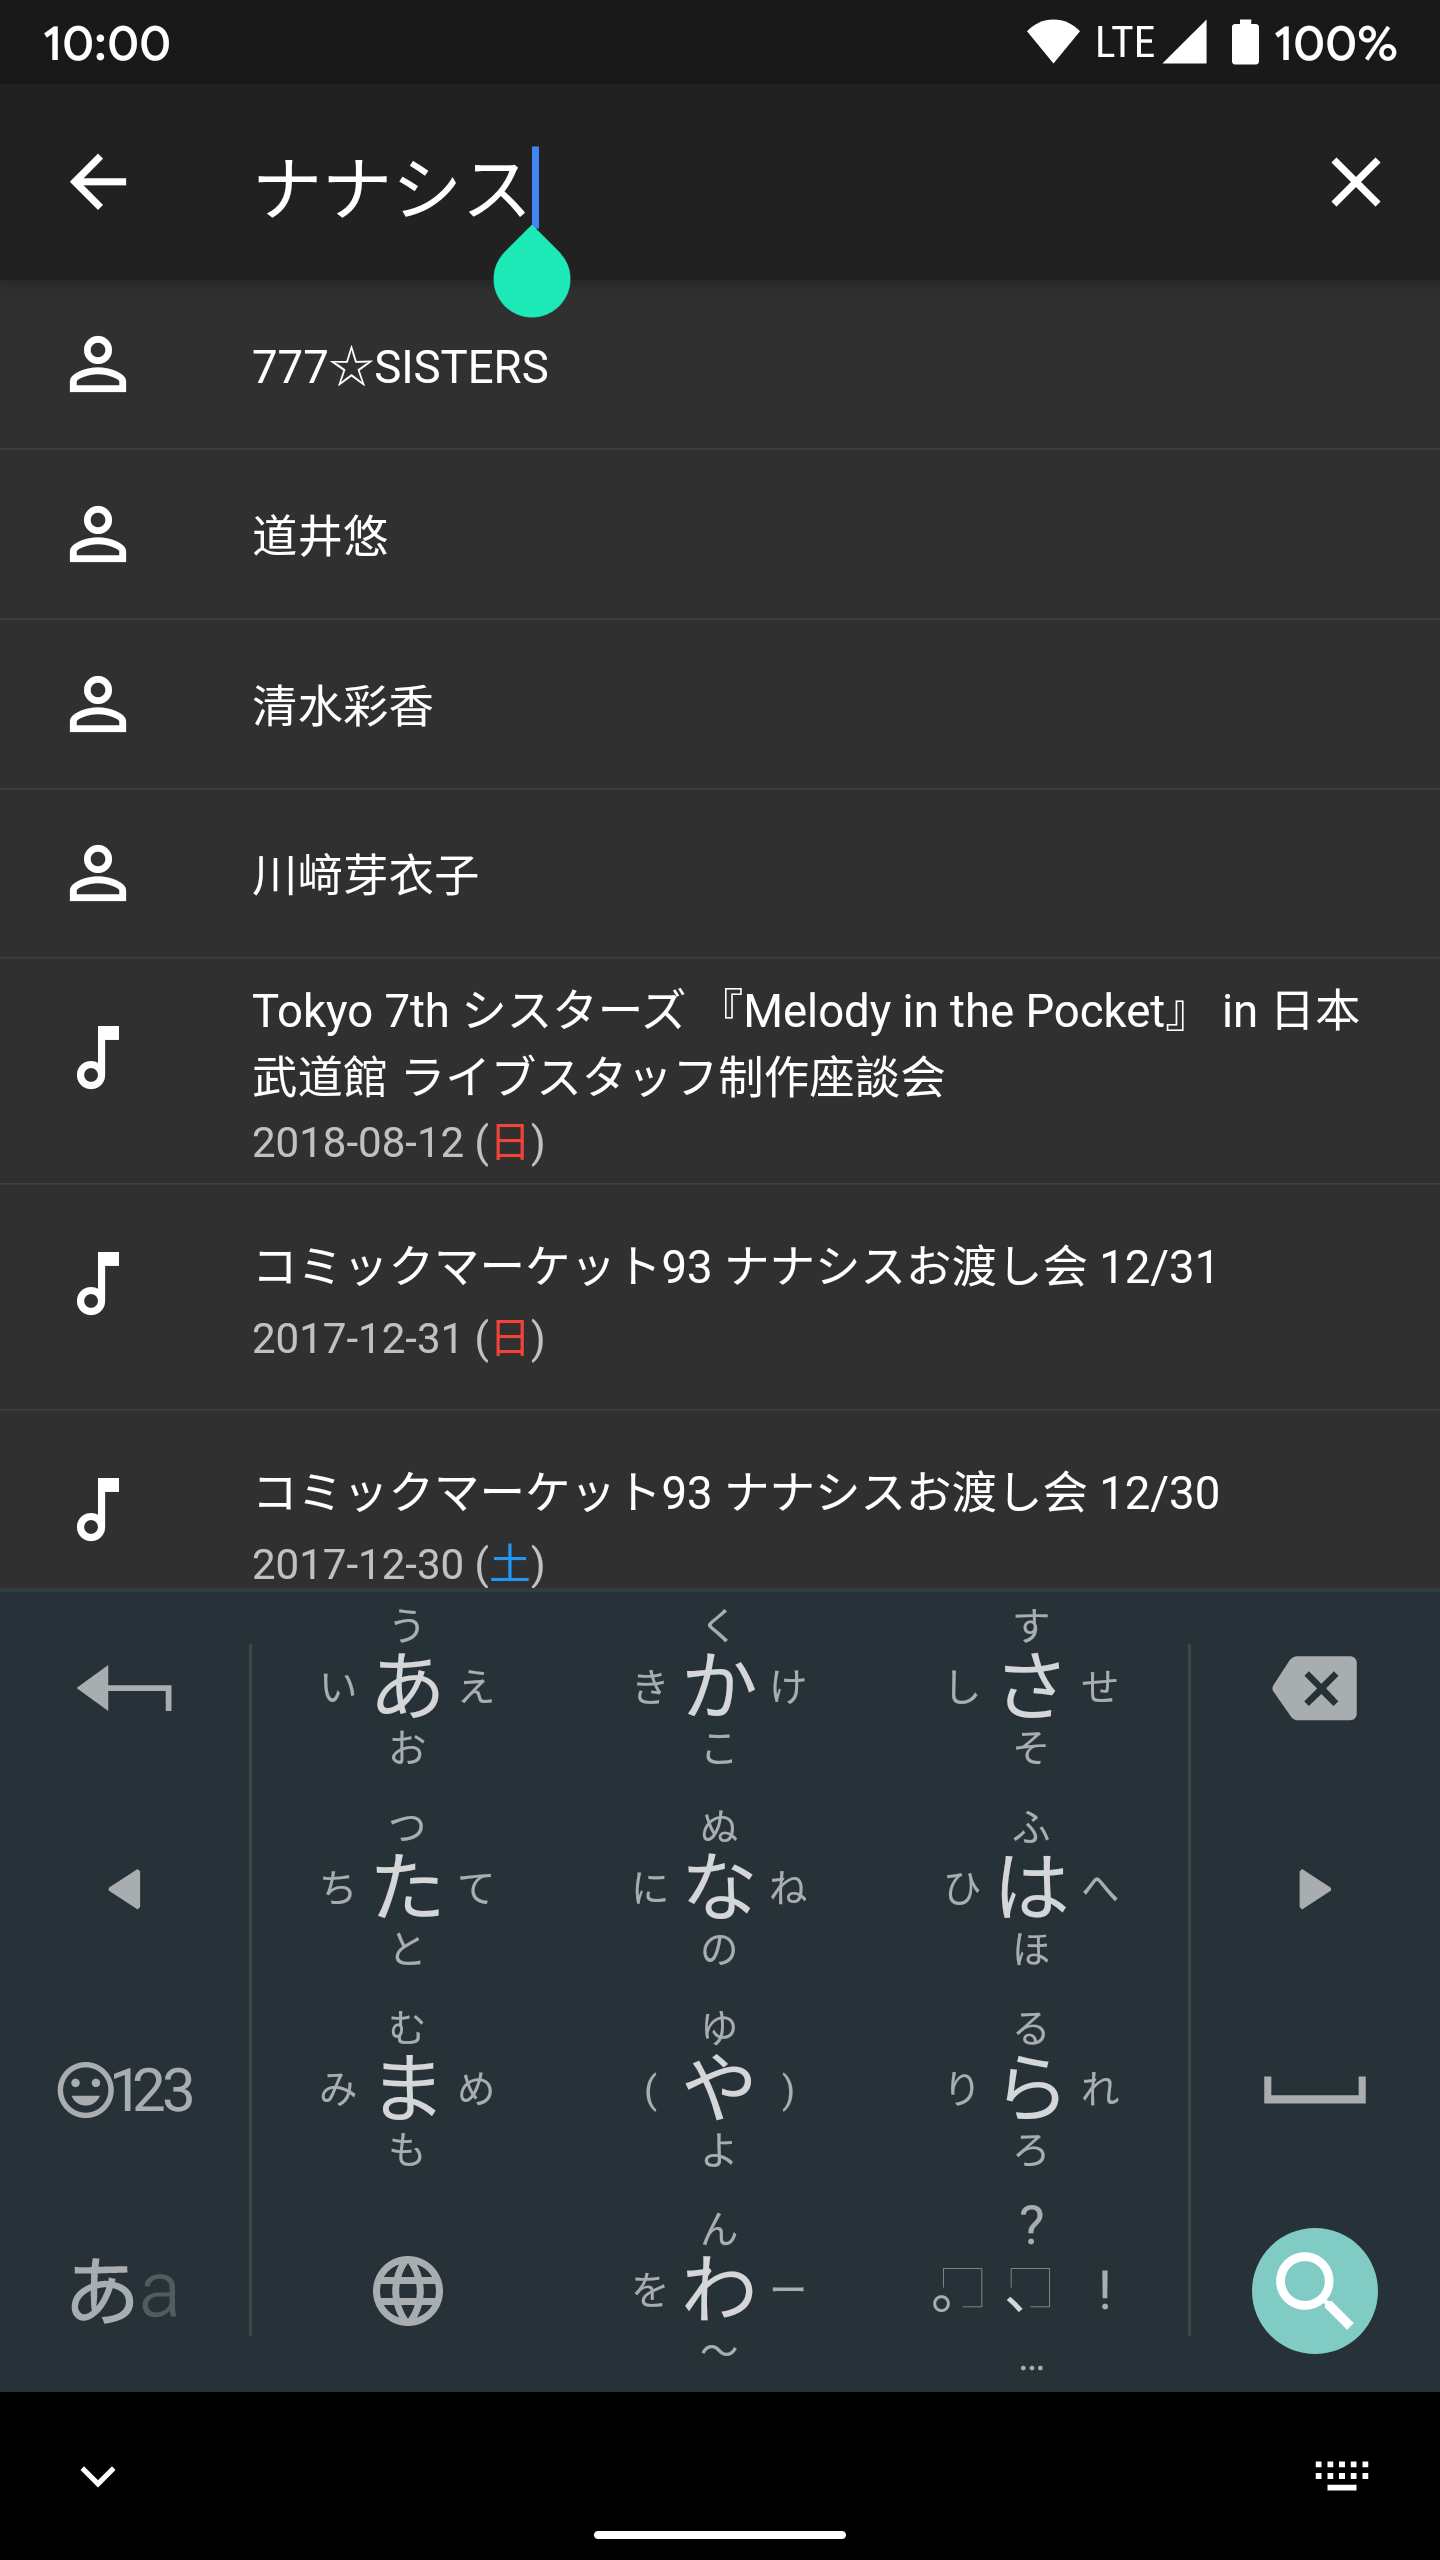 10:00 LTE 100%
ナナシス
777☆SISTERS
道井悠
清水彩香
川﨑芽衣子
Tokyo 7th シスターズ 『Melody in the Pocket』 in 日本
武道館 ライブスタッフ制作座談会
2018-08-12 (日)
コミックマーケット93 ナナシスお渡し会 12/31
2017-12-31 (日)
コミックマーケット93 ナナシスお渡し会 12/30
2017-12-30 (土)
う く す
い あ え き か け し さ せ
お こ そ
つ ぬ ふ
ち た て に な ね ひ は へ
と の ほ
む ゆ る
123 み ま め ( や ) り ら れ
も よ ろ
ん ?
あa を わ ー 。 、 !
～ …